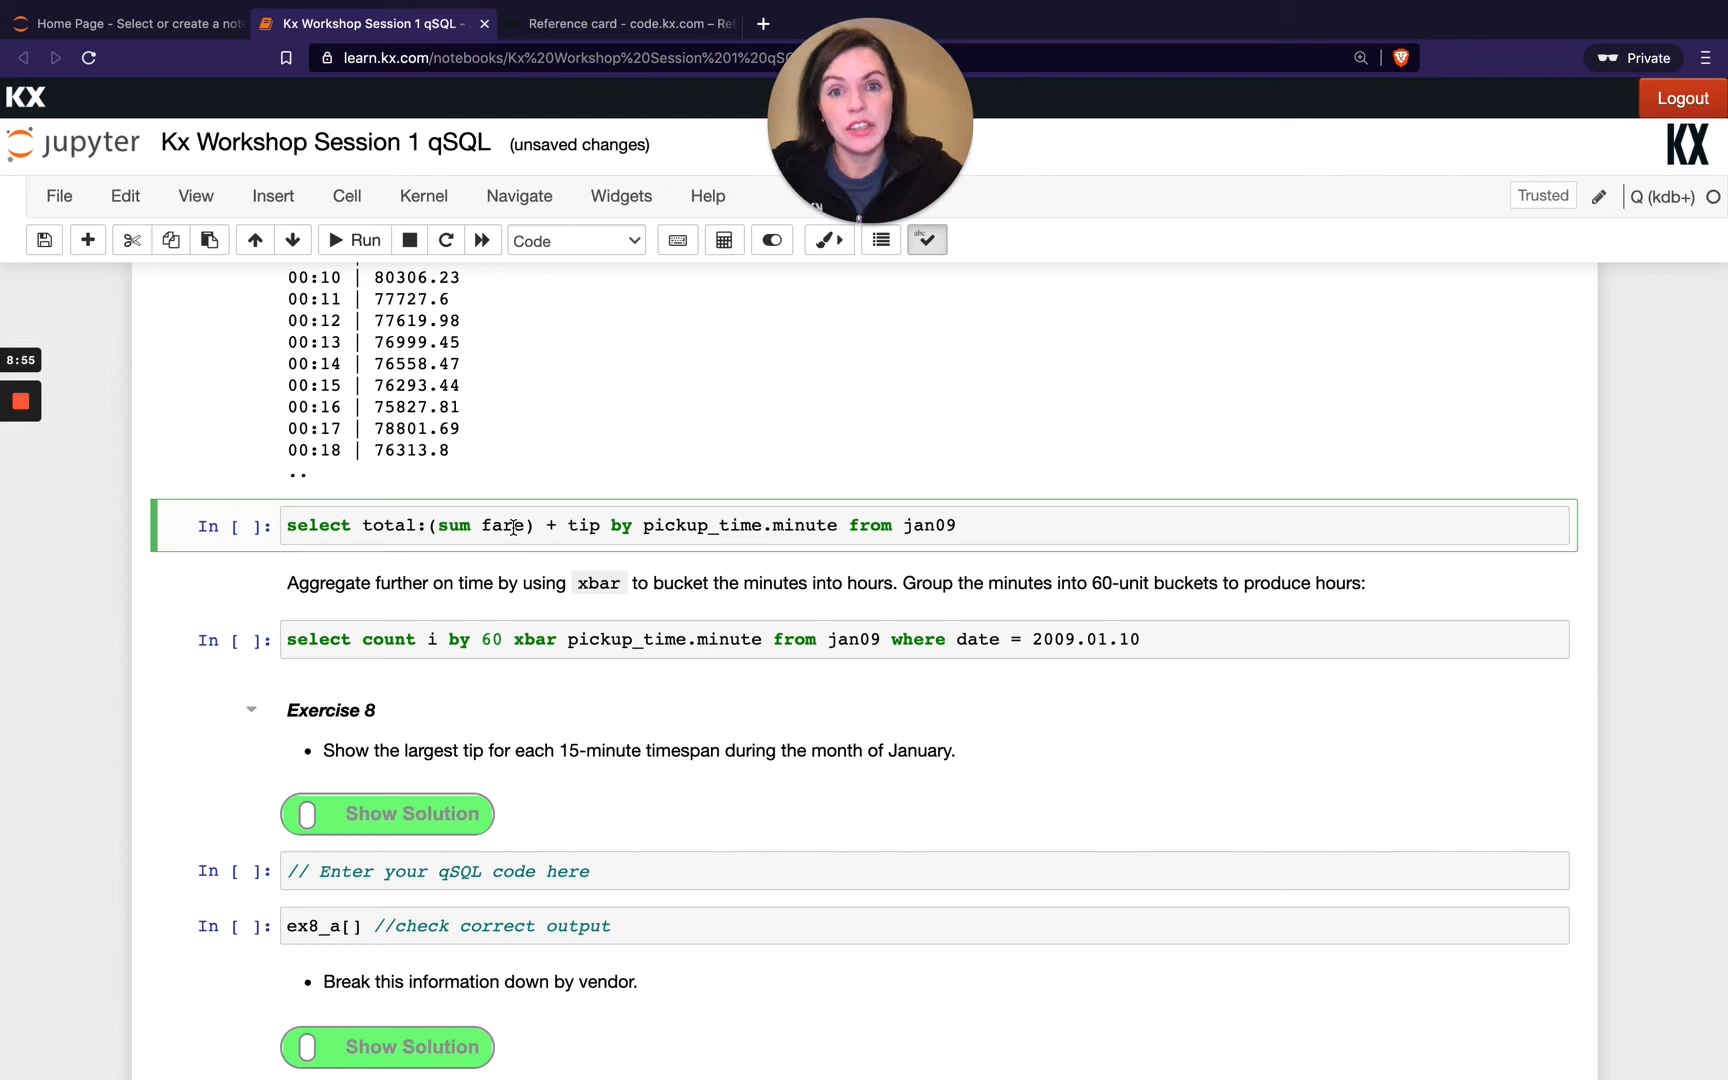 Home Page - Select or create a not
Kx Workshop Session 1 qSQL -
Reference card - code.kx.com – Ref
learn.kx.com/notebooks/Kx%20Workshop%20Session%201%20qSQ
Private
KX
Logout
jupyter
Kx Workshop Session 1 qSQL
(unsaved changes)
KX
File
Edit
View
Insert
Cell
Kernel
Navigate
Widgets
Help
Trusted
Q (kdb+)
Run
Code
abc
00:10 | 80306.23
00:11 | 77727.6
00:12 | 77619.98
00:13 | 76999.45
00:14 | 76558.47
00:15 | 76293.44
00:16 | 75827.81
00:17 | 78801.69
00:18 | 76313.8
..
8:55
In [ ]: select total:(sum fare) + tip by pickup_time.minute from jan09
Aggregate further on time by using xbar to bucket the minutes into hours. Group the minutes into 60-unit buckets to produce hours:
In [ ]: select count i by 60 xbar pickup_time.minute from jan09 where date = 2009.01.10
Exercise 8
• Show the largest tip for each 15-minute timespan during the month of January.
Show Solution
In [ ]: // Enter your qSQL code here
In [ ]: ex8_a[] //check correct output
• Break this information down by vendor.
Show Solution